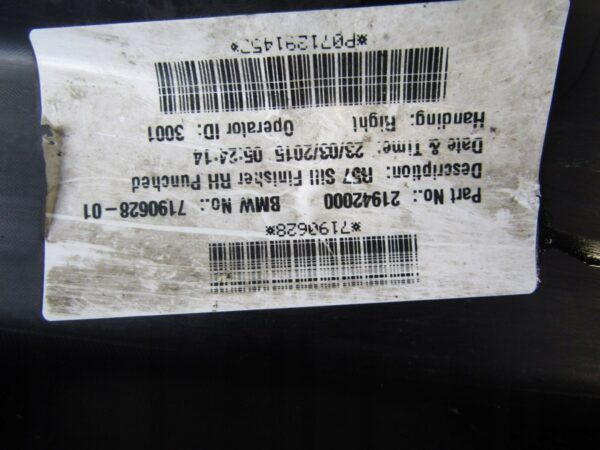 *7190628*
Part No.: 21942000 BMW No.: 7190628-01
Description: R57 Sill Finisher RH Punched
Date & Time: 23/03/2015 05:24:14
Handing: Right Operator ID: 3001